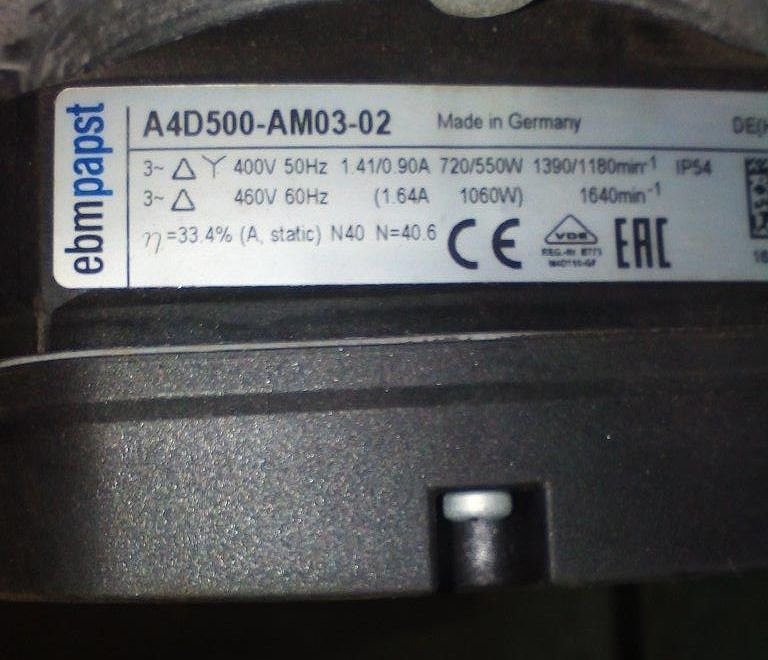 ebmpapst
A4D500-AM03-02 Made in Germany
3~ △ Y 400V 50Hz 1.41/0.90A 720/550W 1390/1180min⁻¹ IP54
3~ △ 460V 60Hz (1.64A 1060W) 1640min⁻¹
η=33.4% (A, static) N40 N=40.6 CE VDE EAC